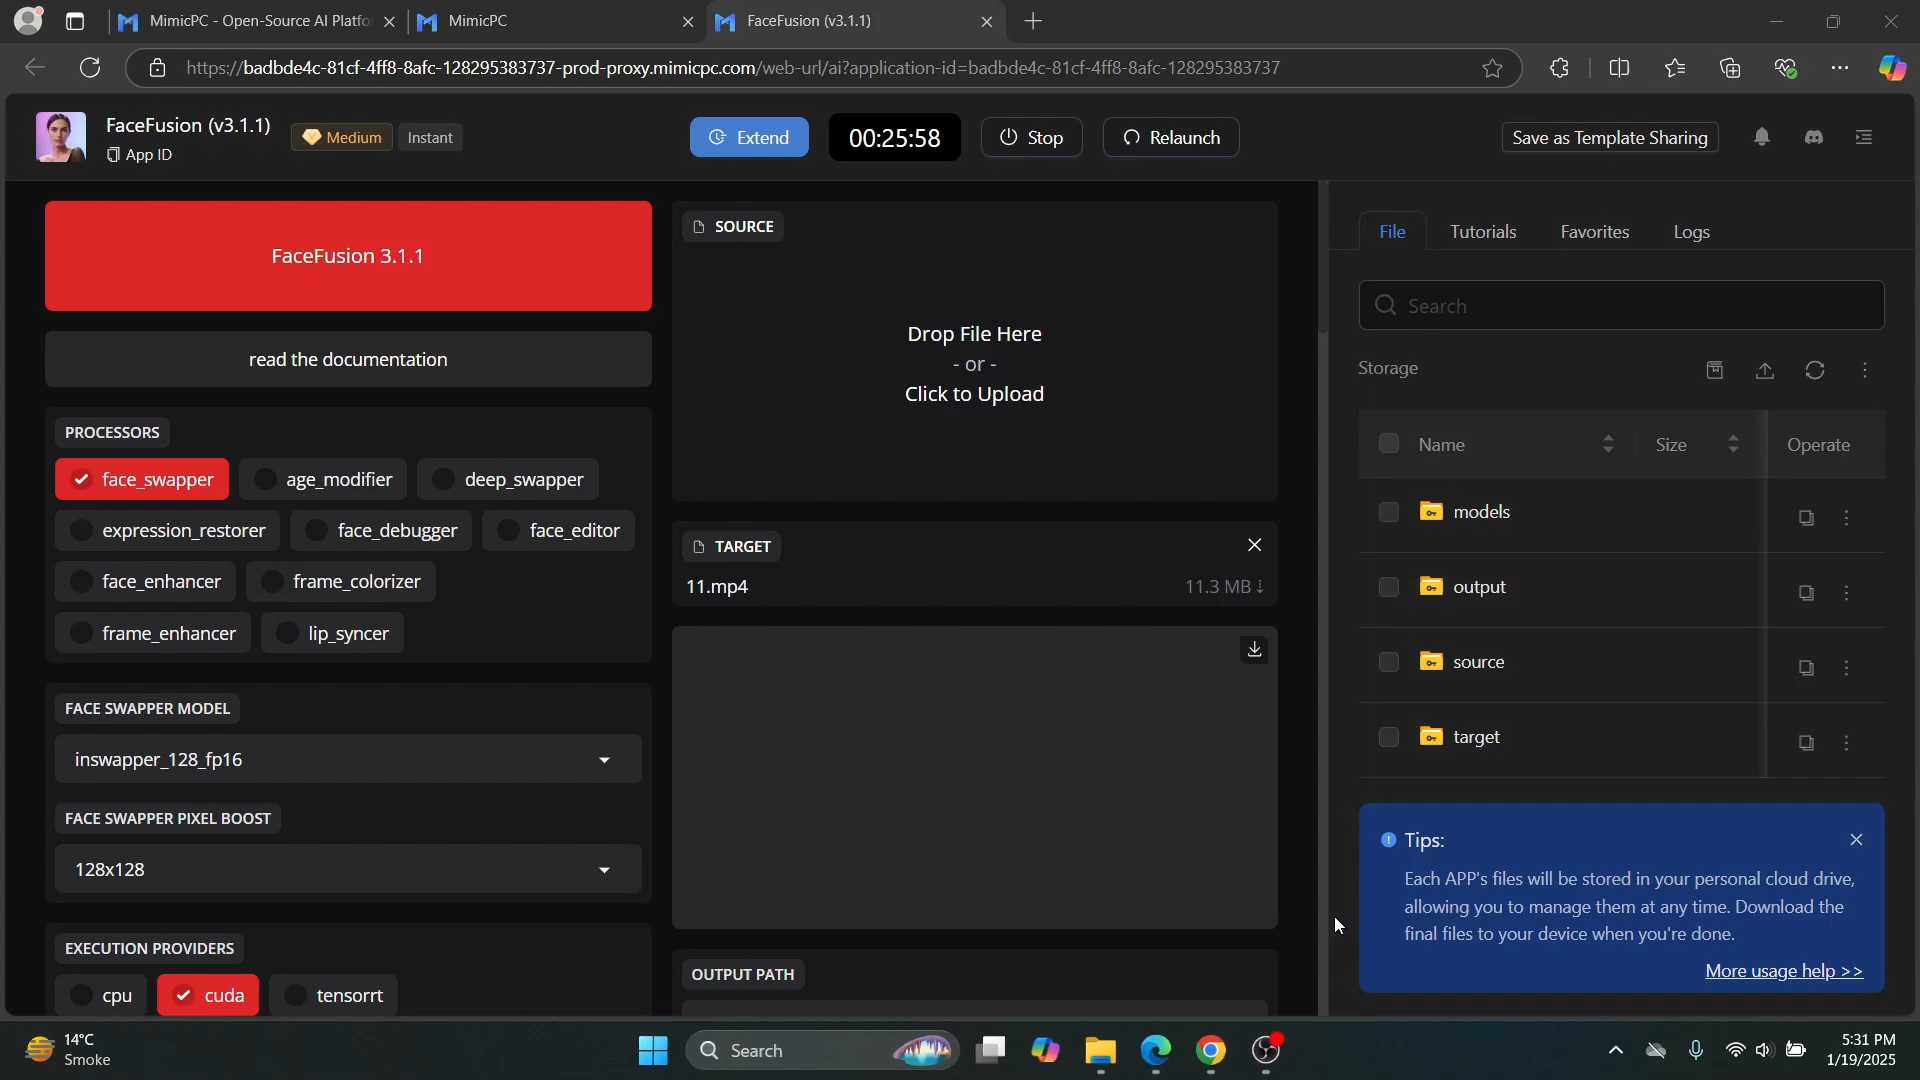 MimicPC - Open-Source AI Platfo
MimicPC
FaceFusion (v3.1.1)
https://badbde4c-81cf-4ff8-8afc-128295383737-prod-proxy.mimicpc.com/web-url/ai?application-id=badbde4c-81cf-4ff8-8afc-128295383737
FaceFusion (v3.1.1)
App ID
Medium
Instant
Extend
00:25:58
Stop
Relaunch
Save as Template Sharing
FaceFusion 3.1.1
read the documentation
PROCESSORS
face_swapper
age_modifier
deep_swapper
expression_restorer
face_debugger
face_editor
face_enhancer
frame_colorizer
frame_enhancer
lip_syncer
FACE SWAPPER MODEL
inswapper_128_fp16
FACE SWAPPER PIXEL BOOST
128x128
EXECUTION PROVIDERS
cpu
cuda
tensorrt
SOURCE
Drop File Here
- or -
Click to Upload
TARGET
11.mp4
11.3 MB ⇣
OUTPUT PATH
File
Tutorials
Favorites
Logs
Search
Storage
Name
Size
Operate
models
output
source
target
Tips:
Each APP's files will be stored in your personal cloud drive,
allowing you to manage them at any time. Download the
final files to your device when you're done.
More usage help >>
14°C
Smoke
Search
5:31 PM
1/19/2025